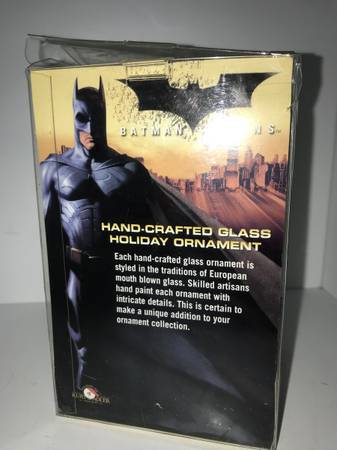 BATMAN
HAND-CRAFTED GLASS
HOLIDAY ORNAMENT
Each hand-crafted glass ornament is
styled in the traditions of European
mouth blown glass. Skilled artisans
hand paint each ornament with
intricate details. This is certain to
make a unique addition to your
ornament collection.